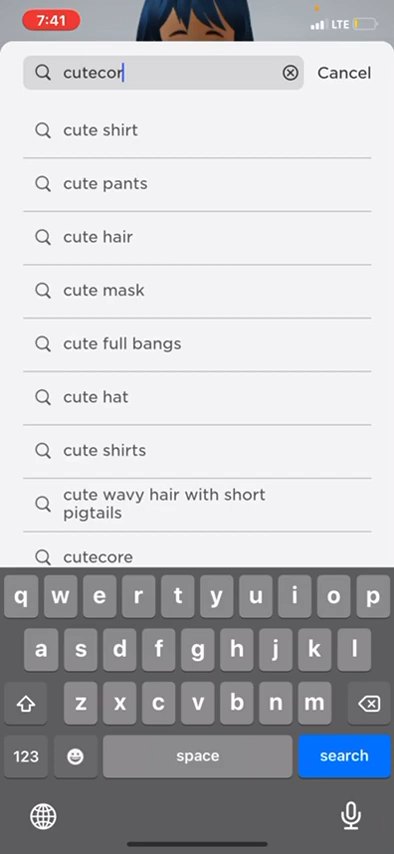 7:41
LTE
cutecor
Cancel
cute shirt
cute pants
cute hair
cute mask
cute full bangs
cute hat
cute shirts
cute wavy hair with short
pigtails
cutecore
q w e r t y u i o p
a s d f g h j k l
z x c v b n m
123 space search